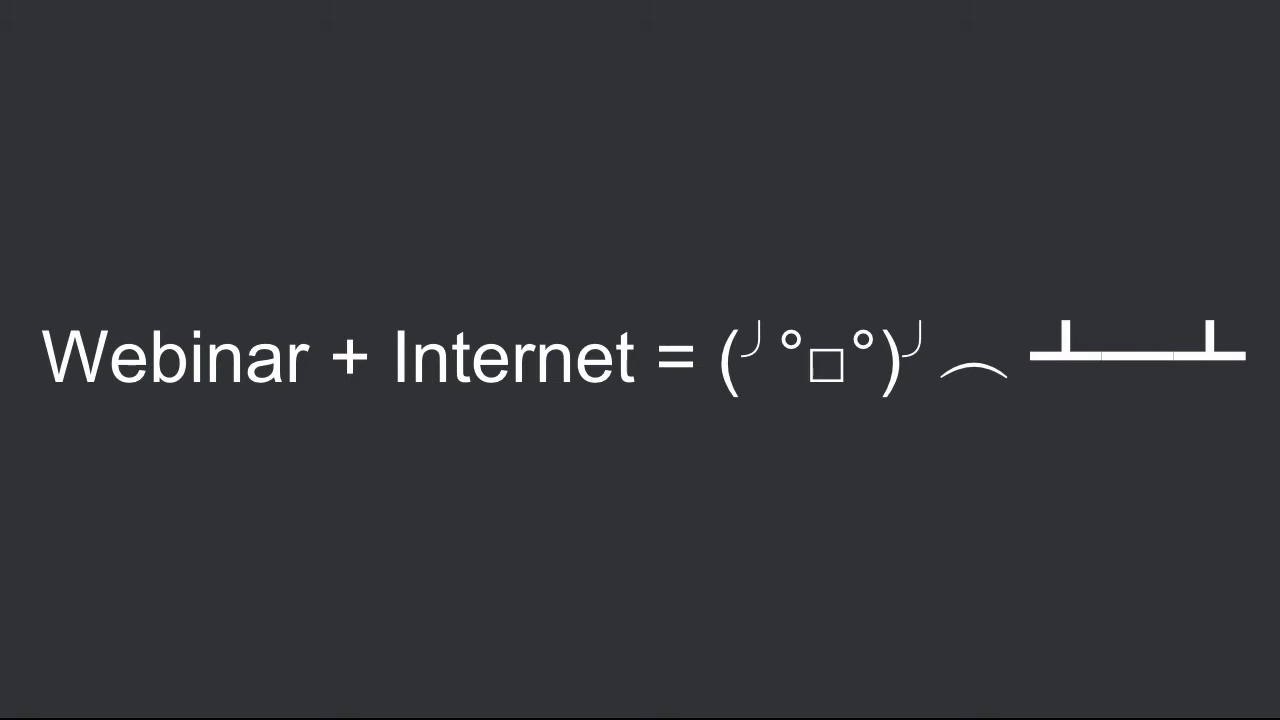 Webinar + Internet = (╯°□°)╯︵ ┻━┻